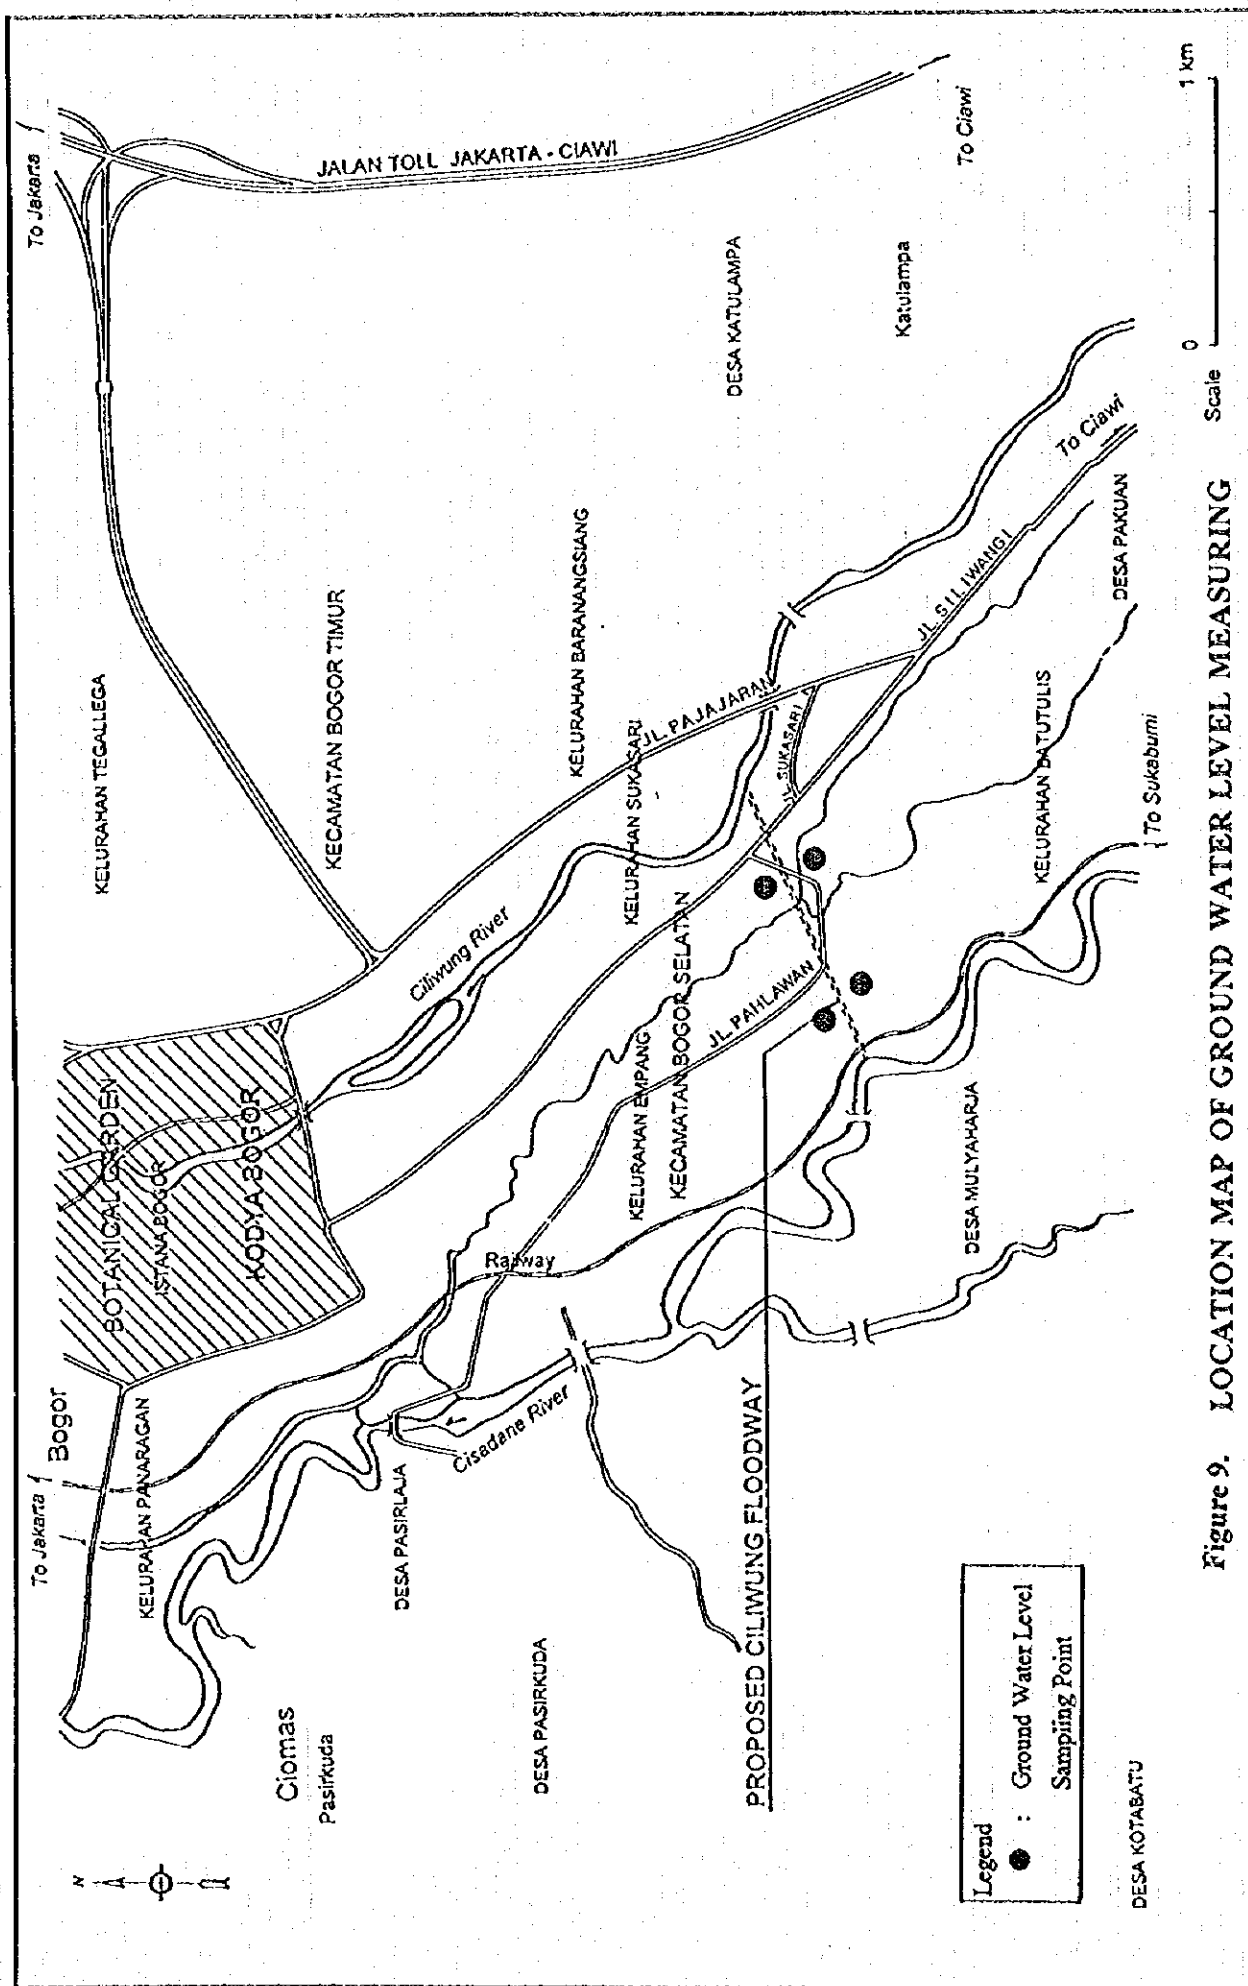 N
To Jakarta
Bogor
To Jakarta
KELURAHAN PANARAGAN
BOTANICAL GARDEN
ISTANA BOGOR
KODYA BOGOR
KELURAHAN TEGALLEGA
JALAN TOLL JAKARTA - CIAWI
Ciomas
Pasirkuda
KECAMATAN BOGOR TIMUR
DESA PASIRLAJA
Ciliwung River
Cisadane River
Railway
DESA PASIRKUDA
KELURAHAN BARANANGSIANG
KELURAHAN EMPANG
KELURAHAN SUKASARI
JL. PAJAJARAN
KECAMATAN BOGOR SELATAN
JL. PAHLAWAN
DESA KATULAMPA
PROPOSED CILIWUNG FLOODWAY
JL. SUKASARI
Katulampa
To Ciawi
JL. SILIWANGI
DESA MULYAHARJA
KELURAHAN BATUTULIS
To Ciawi
DESA PAKUAN
To Sukabumi
Legend
: Ground Water Level
Sampling Point
DESA KOTABATU
Scale
0
1 km
Figure 9. LOCATION MAP OF GROUND WATER LEVEL MEASURING